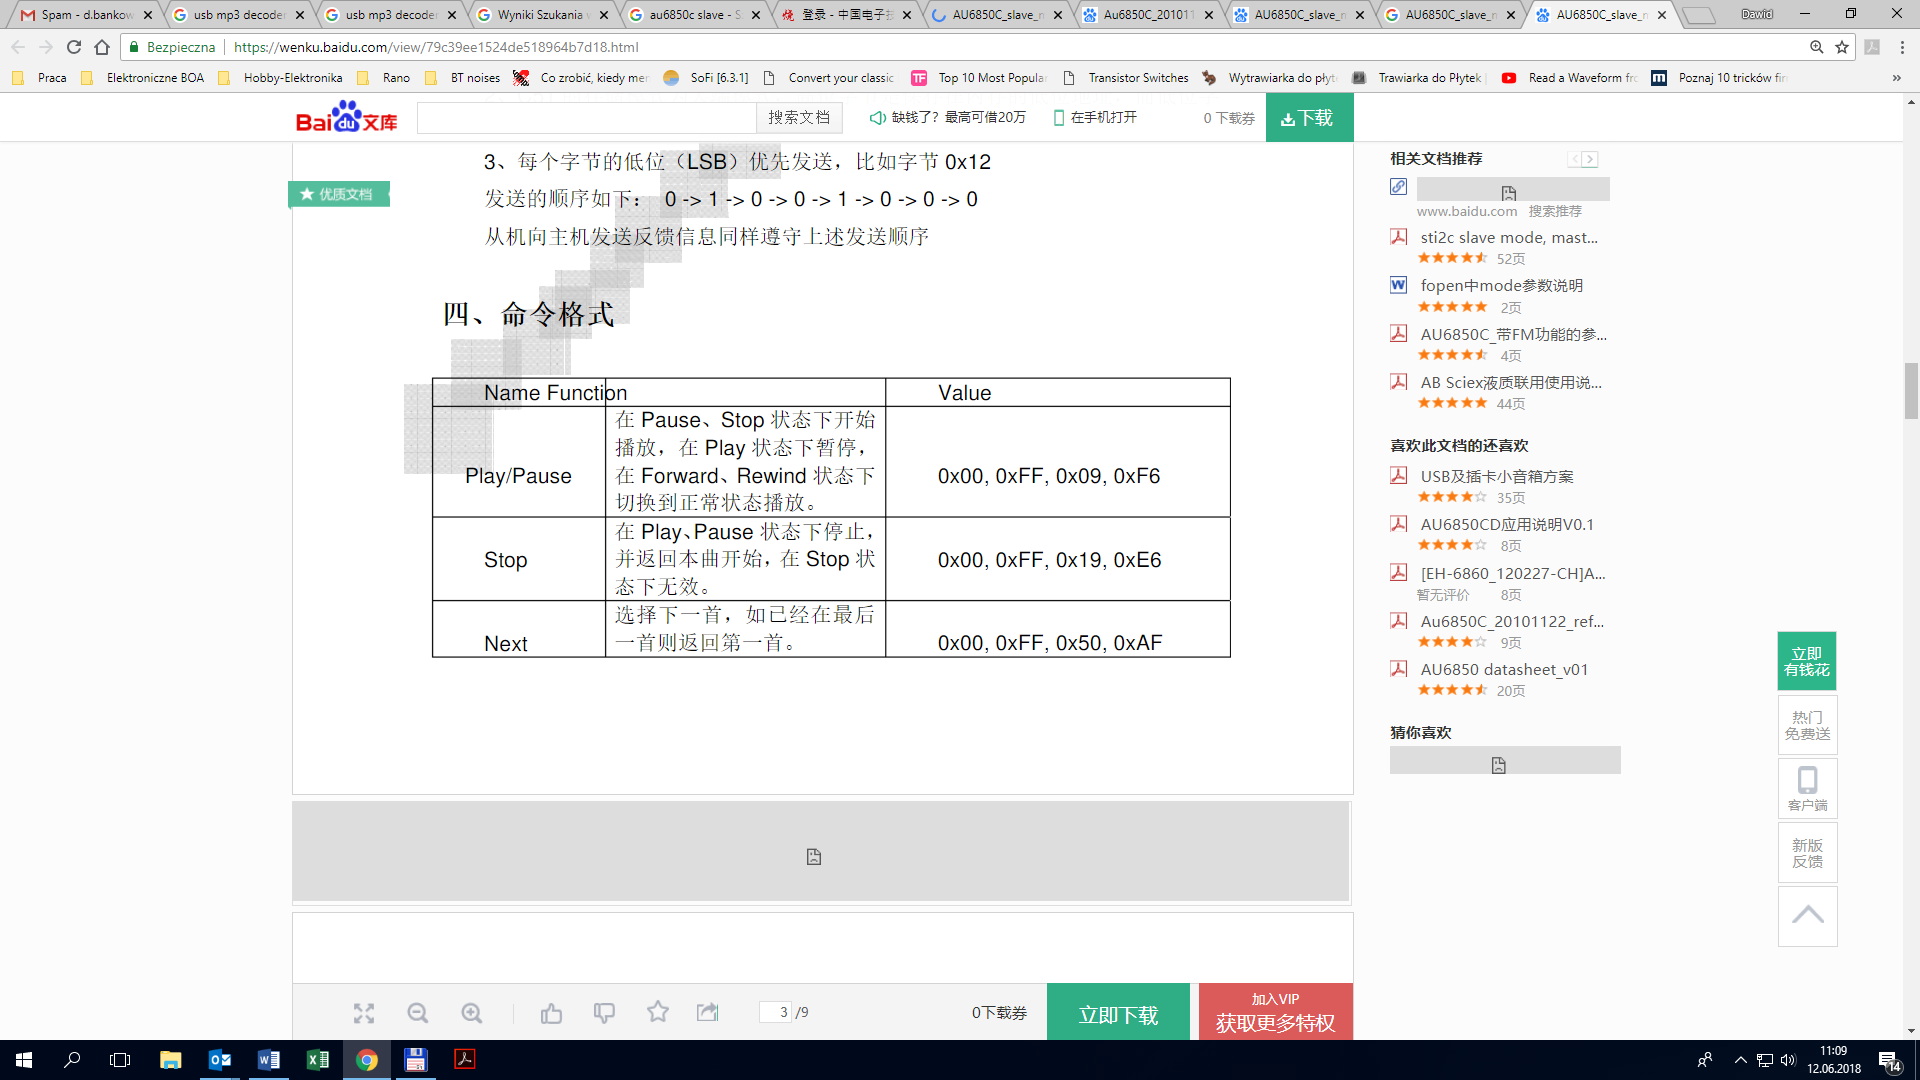 Spam - d.bankow
usb mp3 decoder
usb mp3 decoder
Wyniki Szukania w
au6850c slave - S
登录 - 中国电子技
AU6850C_slave_m
Au6850C_201011
AU6850C_slave_m
AU6850C_slave_m
AU6850C_slave_m
Dawid
Bezpieczna
https://wenku.baidu.com/view/79c39ee1524de518964b7d18.html
Praca
Elektroniczne BOA
Hobby-Elektronika
Rano
BT noises
Co zrobić, kiedy mer
SoFi [6.3.1]
Convert your classic
TF
Top 10 Most Popula
Transistor Switches
Wytrawiarka do płyt
Trawiarka do Płytek
Read a Waveform fr
m
Poznaj 10 tricków fi
»
Baidu文库
搜索文档
缺钱了？最高可借20万
在手机打开
0 下载券
下载
优质文档
3、每个字节的低位（LSB）优先发送，比如字节 0x12
发送的顺序如下： 0 -> 1 -> 0 -> 0 -> 1 -> 0 -> 0 -> 0
从机向主机发送反馈信息同样遵守上述发送顺序
四、命令格式
Name Function Value
在 Pause、Stop 状态下开始
播放，在 Play 状态下暂停，
Play/Pause 在 Forward、Rewind 状态下 0x00, 0xFF, 0x09, 0xF6
切换到正常状态播放。
在 Play、Pause 状态下停止，
Stop 并返回本曲开始，在 Stop 状 0x00, 0xFF, 0x19, 0xE6
态下无效。
选择下一首，如已经在最后
Next 一首则返回第一首。 0x00, 0xFF, 0x50, 0xAF
相关文档推荐
www.baidu.com 搜索推荐
sti2c slave mode, mast...
52页
W fopen中mode参数说明
2页
AU6850C_带FM功能的参...
4页
AB Sciex液质联用使用说...
44页
喜欢此文档的还喜欢
USB及插卡小音箱方案
35页
AU6850CD应用说明V0.1
8页
[EH-6860_120227-CH]A...
暂无评价 8页
Au6850C_20101122_ref...
9页
AU6850 datasheet_v01
20页
猜你喜欢
立即
有钱花
热门
免费送
客户端
新版
反馈
3 /9
0下载券
立即下载
加入VIP
获取更多特权
11:09
12.06.2018
14